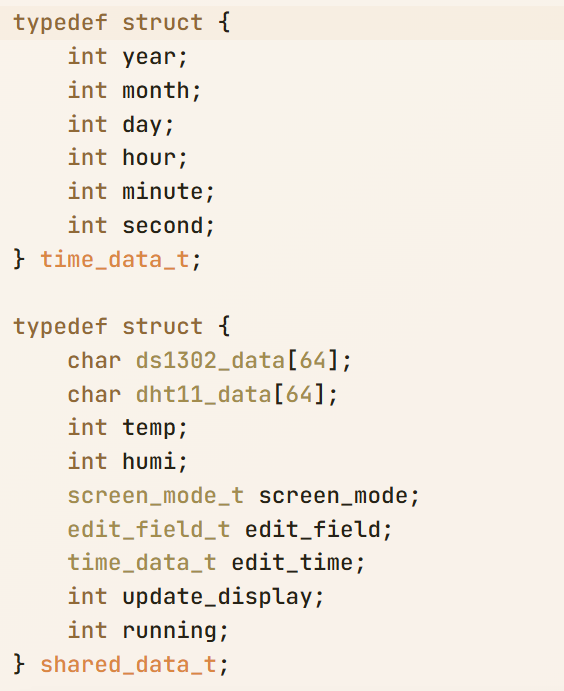 typedef struct {
    int year;
    int month;
    int day;
    int hour;
    int minute;
    int second;
} time_data_t;

typedef struct {
    char ds1302_data[64];
    char dht11_data[64];
    int temp;
    int humi;
    screen_mode_t screen_mode;
    edit_field_t edit_field;
    time_data_t edit_time;
    int update_display;
    int running;
} shared_data_t;